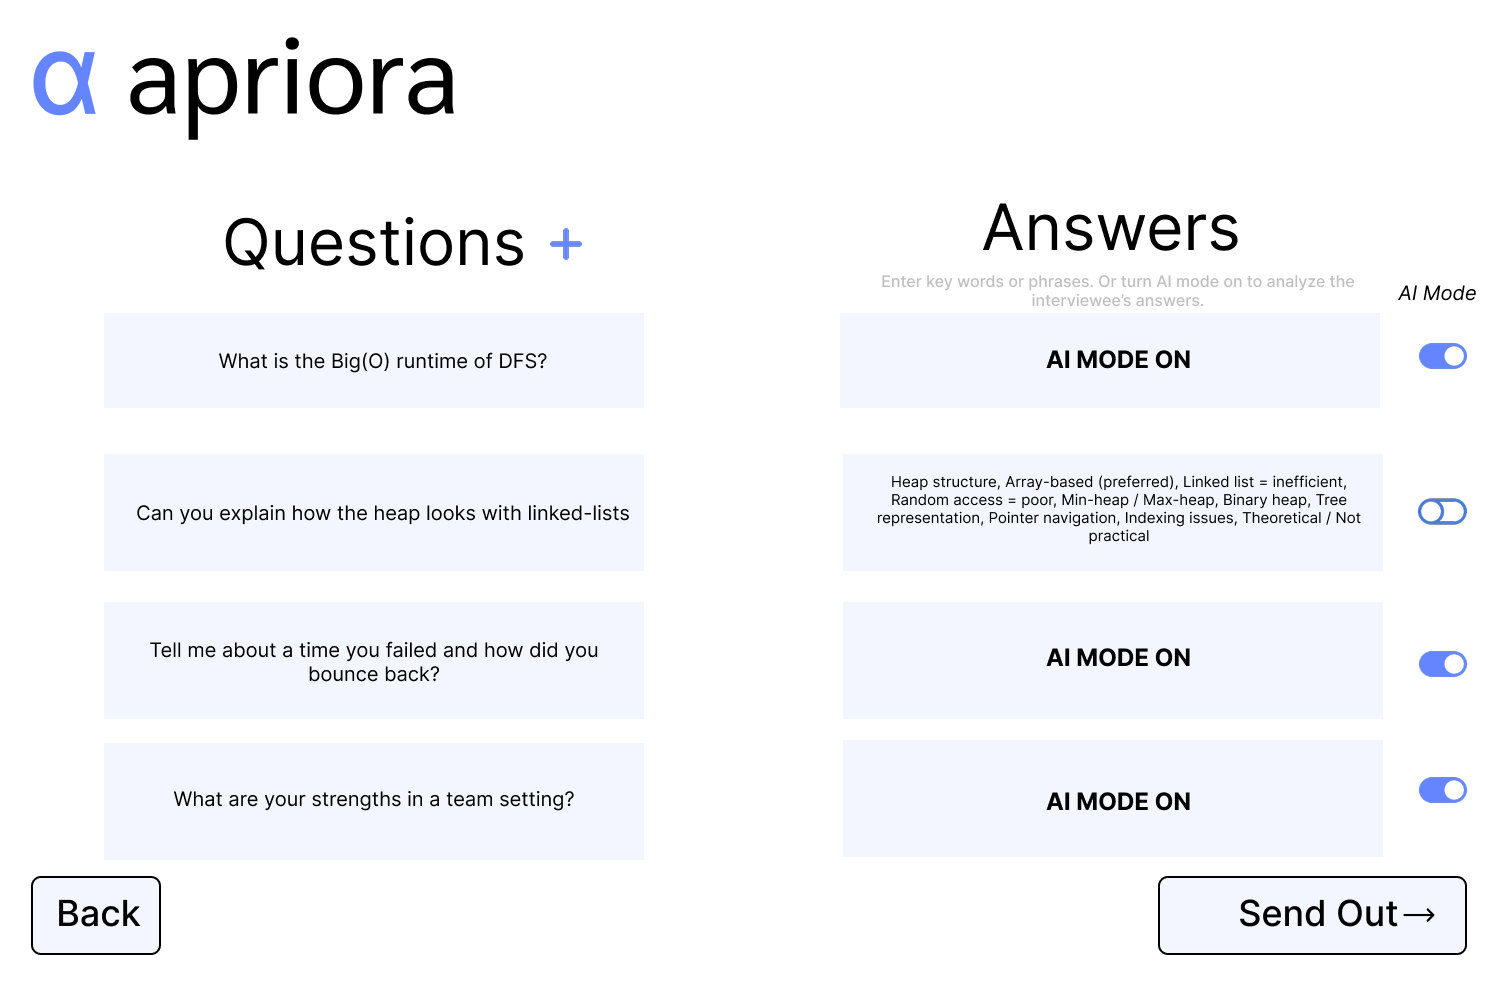 α apriora
Questions +
Answers
Enter key words or phrases. Or turn AI mode on to analyze the
interviewee’s answers.
AI Mode
What is the Big(O) runtime of DFS?
AI MODE ON
Can you explain how the heap looks with linked-lists
Heap structure, Array-based (preferred), Linked list = inefficient,
Random access = poor, Min-heap / Max-heap, Binary heap, Tree
representation, Pointer navigation, Indexing issues, Theoretical / Not
practical
Tell me about a time you failed and how did you
bounce back?
AI MODE ON
What are your strengths in a team setting?
AI MODE ON
Back
Send Out→